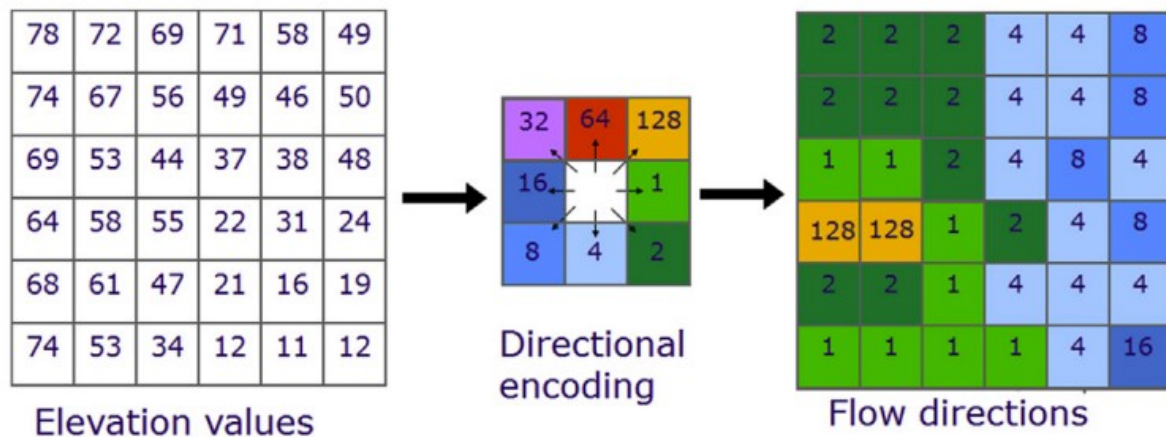 78 72 69 71 58 49
74 67 56 49 46 50
69 53 44 37 38 48
64 58 55 22 31 24
68 61 47 21 16 19
74 53 34 12 11 12
Elevation values
32 64 128
16 1
8 4 2
Directional
encoding
2 2 2 4 4 8
2 2 2 4 4 8
1 1 2 4 8 4
128 128 1 2 4 8
2 2 1 4 4 4
1 1 1 1 4 16
Flow directions